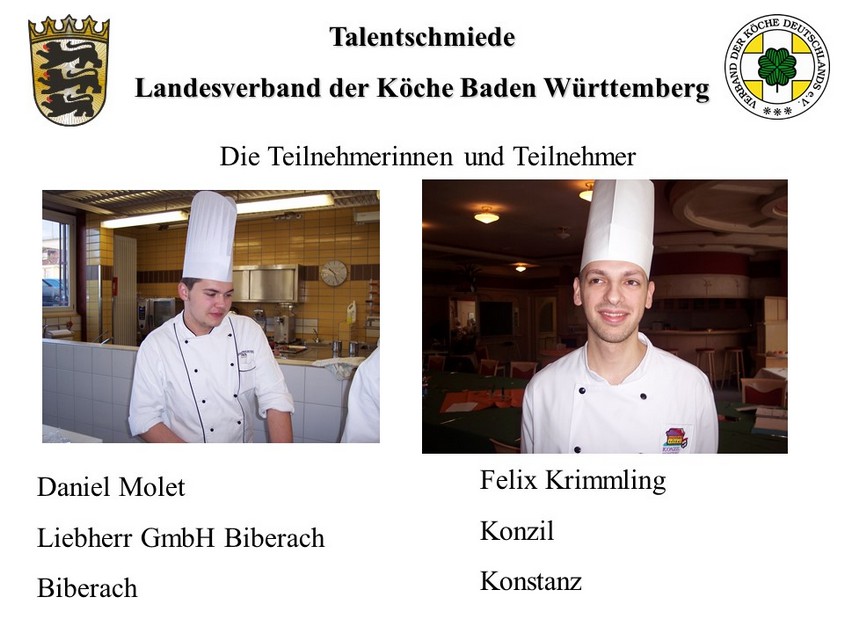 Talentschmiede
Landesverband der Köche Baden Württemberg
VERBAND DER KÖCHE DEUTSCHLANDS e.V.
Die Teilnehmerinnen und Teilnehmer
Daniel Molet
Liebherr GmbH Biberach
Biberach
Felix Krimmling
Konzil
Konstanz